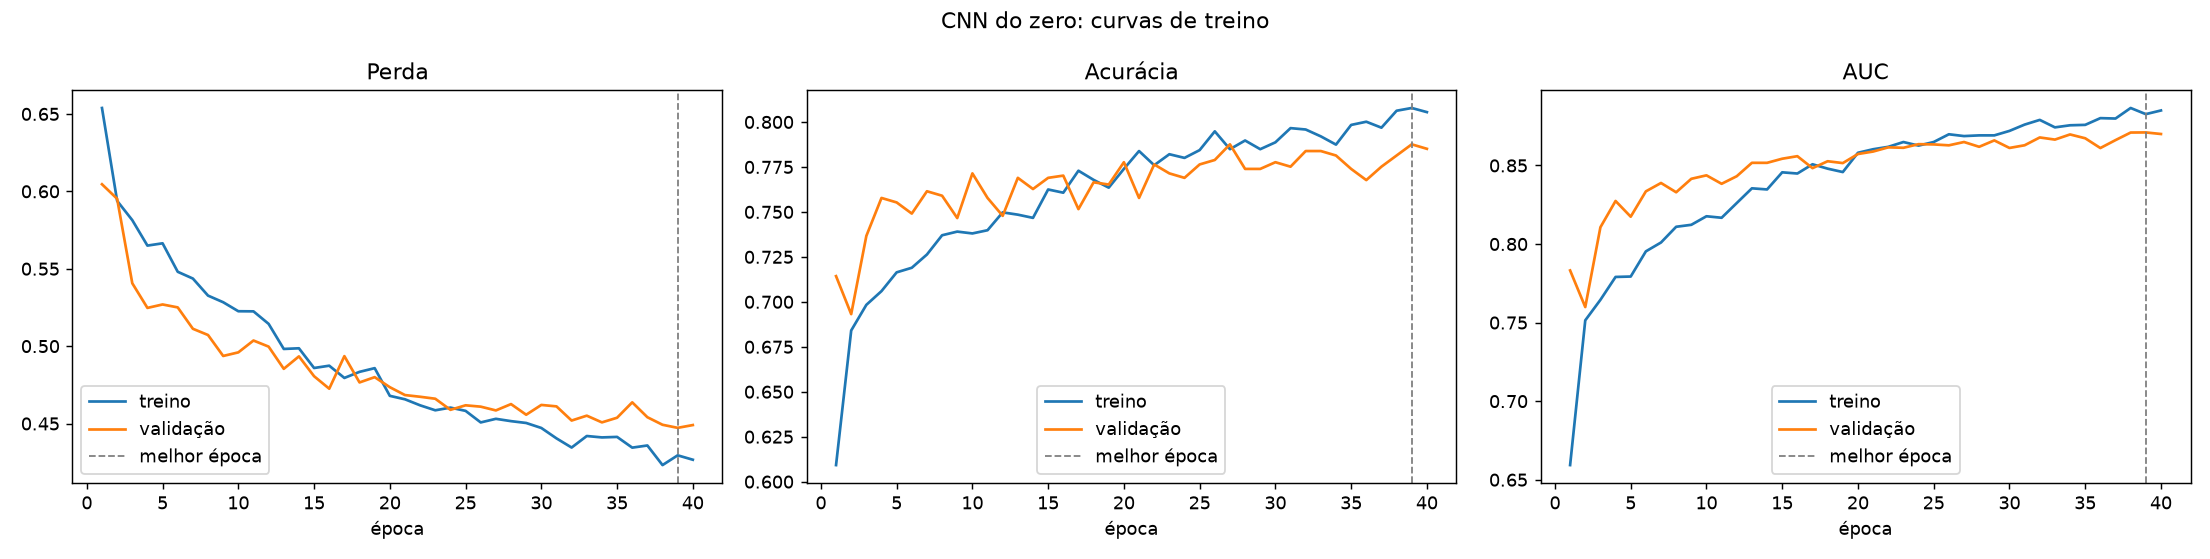 CNN do zero: curvas de treino
Perda
0.65
0.60
0.55
0.50
0.45
treino
validação
melhor época
0 5 10 15 20 25 30 35 40
época
Acurácia
0.800
0.775
0.750
0.725
0.700
0.675
0.650
0.625
0.600
treino
validação
melhor época
0 5 10 15 20 25 30 35 40
época
AUC
0.85
0.80
0.75
0.70
0.65
treino
validação
melhor época
0 5 10 15 20 25 30 35 40
época